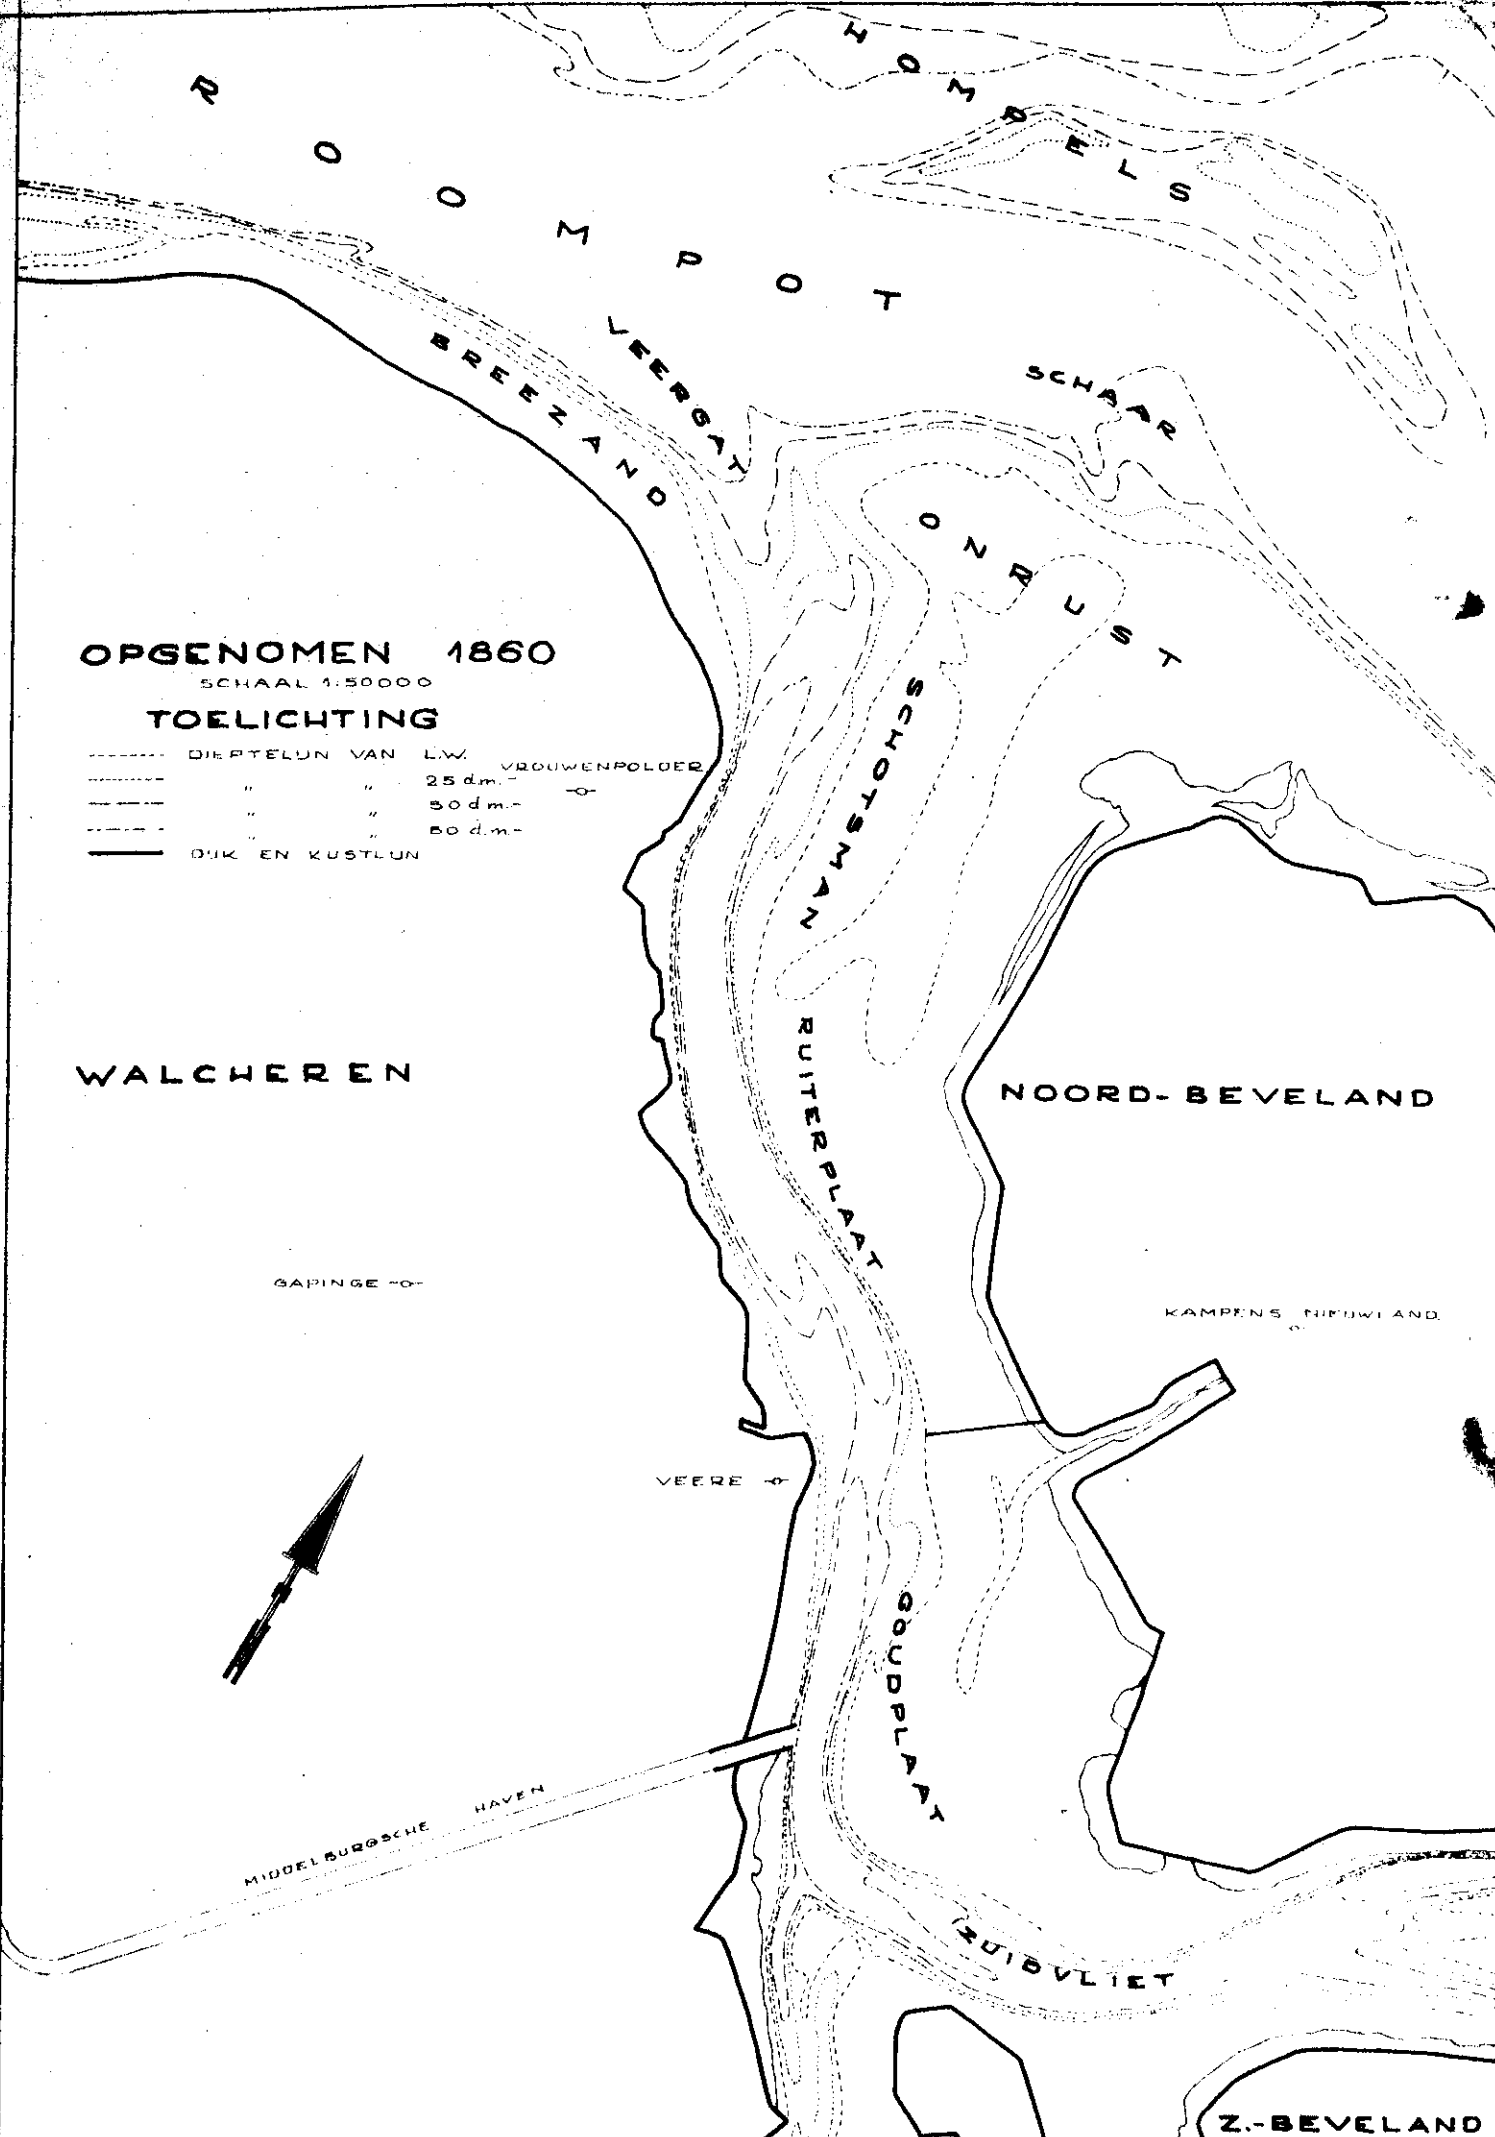 HOMPELS
ROOMPOT
VEERGAT
BREEZAND
SCHAAR
ONRUST
OPGENOMEN 1860
SCHAAL 1:50000
TOELICHTING
DIEPTELIJN VAN L.W.
" " 25 d.m.-
" " 50 d.m.-
" " 80 d.m.-
DIJK EN KUSTLIJN
VROUWENPOLDER
SCHOTSMAN
WALCHEREN
RUITERPLAAT
NOORD-BEVELAND
GAPINGE
KAMPENS NIEUWLAND
VEERE
GOUDPLAAT
MIDDELBURGSCHE HAVEN
ZUIDVLIET
Z.-BEVELAND